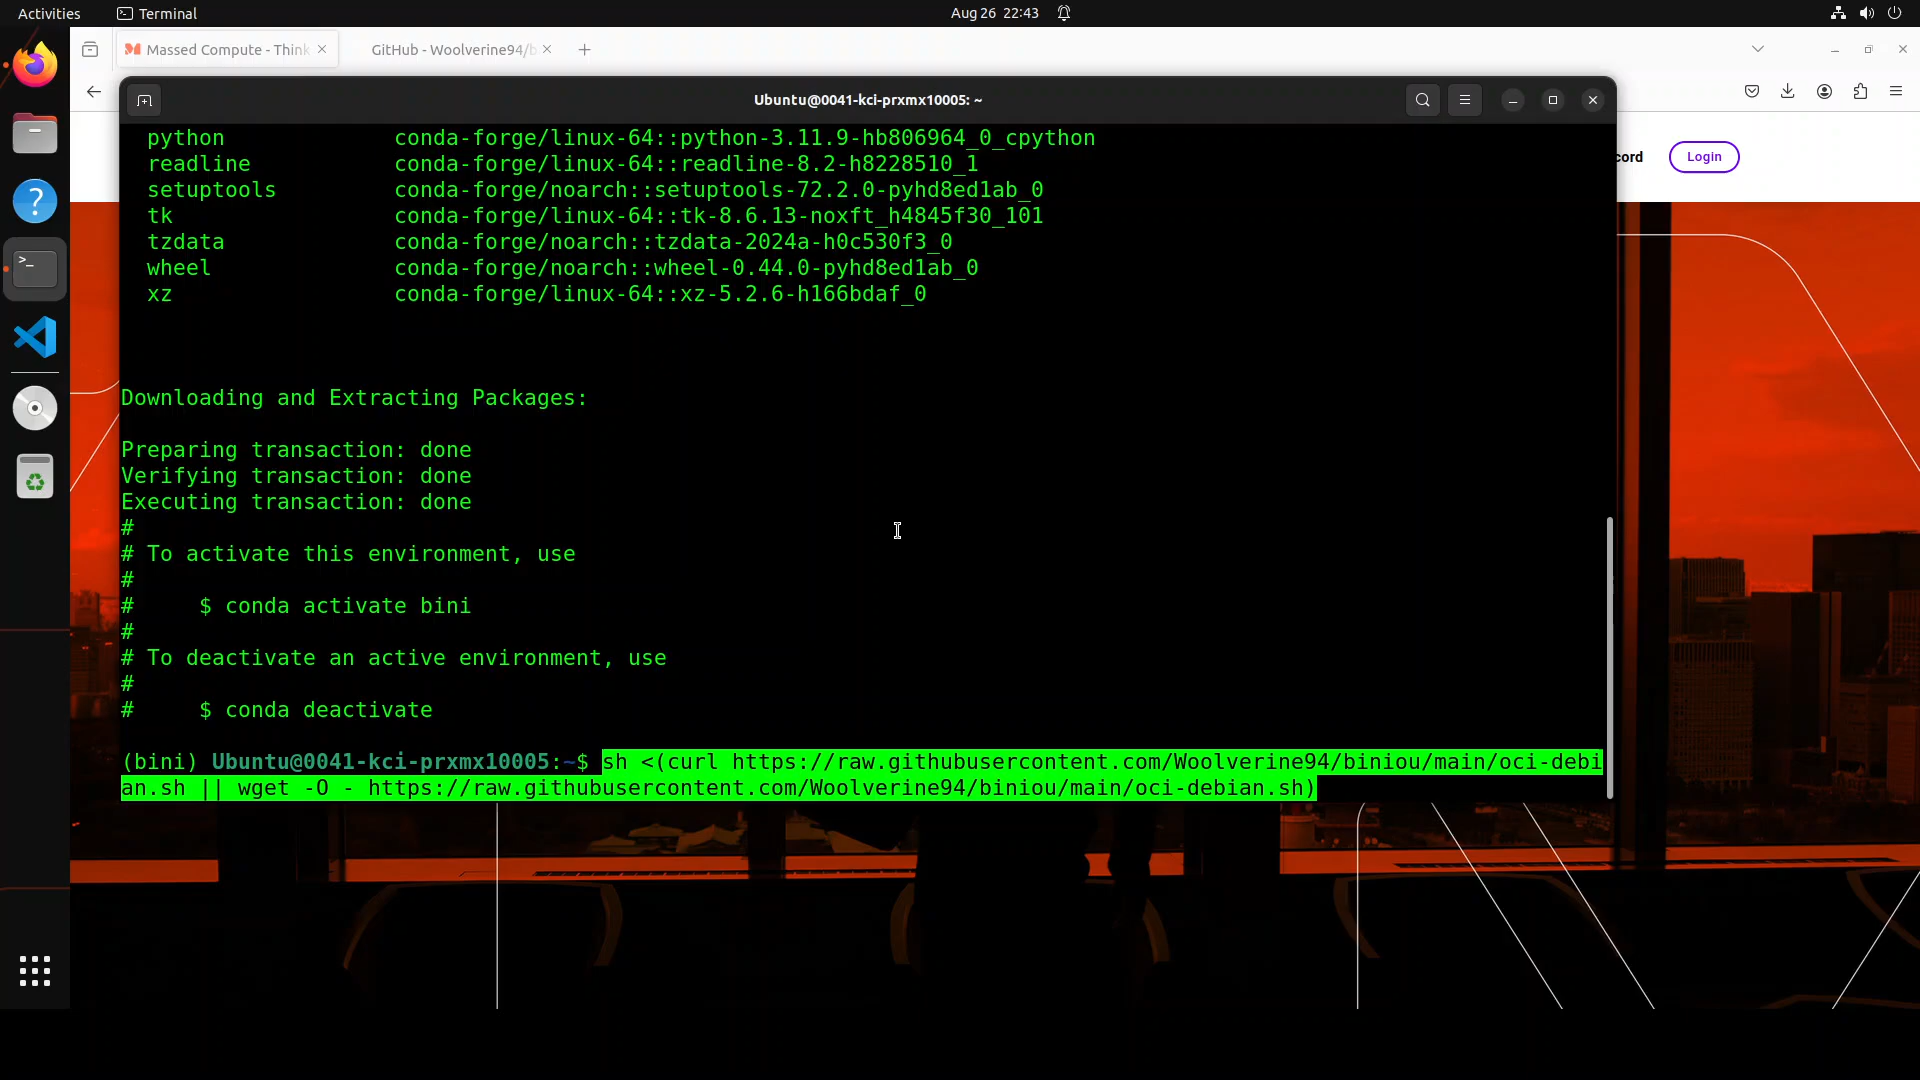 Activities
Terminal
Aug 26 22:43
Massed Compute - Think
GitHub - Woolverine94/b
Ubuntu@0041-kci-prxmx10005: ~
cord
Login
python conda-forge/linux-64::python-3.11.9-hb806964_0_cpython
readline conda-forge/linux-64::readline-8.2-h8228510_1
setuptools conda-forge/noarch::setuptools-72.2.0-pyhd8ed1ab_0
tk conda-forge/linux-64::tk-8.6.13-noxft_h4845f30_101
tzdata conda-forge/noarch::tzdata-2024a-h0c530f3_0
wheel conda-forge/noarch::wheel-0.44.0-pyhd8ed1ab_0
xz conda-forge/linux-64::xz-5.2.6-h166bdaf_0
Downloading and Extracting Packages:
Preparing transaction: done
Verifying transaction: done
Executing transaction: done
#
# To activate this environment, use
#
# $ conda activate bini
#
# To deactivate an active environment, use
#
# $ conda deactivate
(bini) Ubuntu@0041-kci-prxmx10005:~$ sh <(curl https://raw.githubusercontent.com/Woolverine94/biniou/main/oci-debi
an.sh || wget -O - https://raw.githubusercontent.com/Woolverine94/biniou/main/oci-debian.sh)